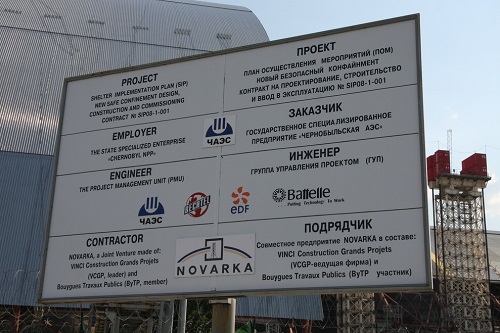 PROJECT
SHELTER IMPLEMENTATION PLAN (SIP)
NEW SAFE CONFINEMENT DESIGN,
CONSTRUCTION AND COMMISSIONING
CONTRACT № SIP08-1-001
ПРОЕКТ
ПЛАН ОСУЩЕСТВЛЕНИЯ МЕРОПРИЯТИЙ (ПОМ)
НОВЫЙ БЕЗОПАСНЫЙ КОНФАЙНМЕНТ
КОНТРАКТ НА ПРОЕКТИРОВАНИЕ, СТРОИТЕЛЬСТВО
И ВВОД В ЭКСПЛУАТАЦИЮ № SIP08-1-001
EMPLOYER
THE STATE SPECIALIZED ENTERPRISE
«CHERNOBYL NPP»
ЧАЭС
ЗАКАЗЧИК
ГОСУДАРСТВЕННОЕ СПЕЦИАЛИЗИРОВАННОЕ
ПРЕДПРИЯТИЕ «ЧЕРНОБЫЛЬСКАЯ АЭС»
ENGINEER
THE PROJECT MANAGEMENT UNIT (PMU)
ИНЖЕНЕР
ГРУППА УПРАВЛЕНИЯ ПРОЕКТОМ (ГУП)
ЧАЭС
BECHTEL
eDF
Battelle
Putting Technology To Work
CONTRACTOR
NOVARKA, a Joint Venture made of:
VINCI Construction Grands Projets
(VCGP, leader) and
Bouygues Travaux Publics (ByTP, member)
NOVARKA
ПОДРЯДЧИК
Совместное предприятие NOVARKA в составе:
VINCI Construction Grands Projets
(VCGP-ведущая фирма) и
Bouygues Travaux Publics (ByTP участник)